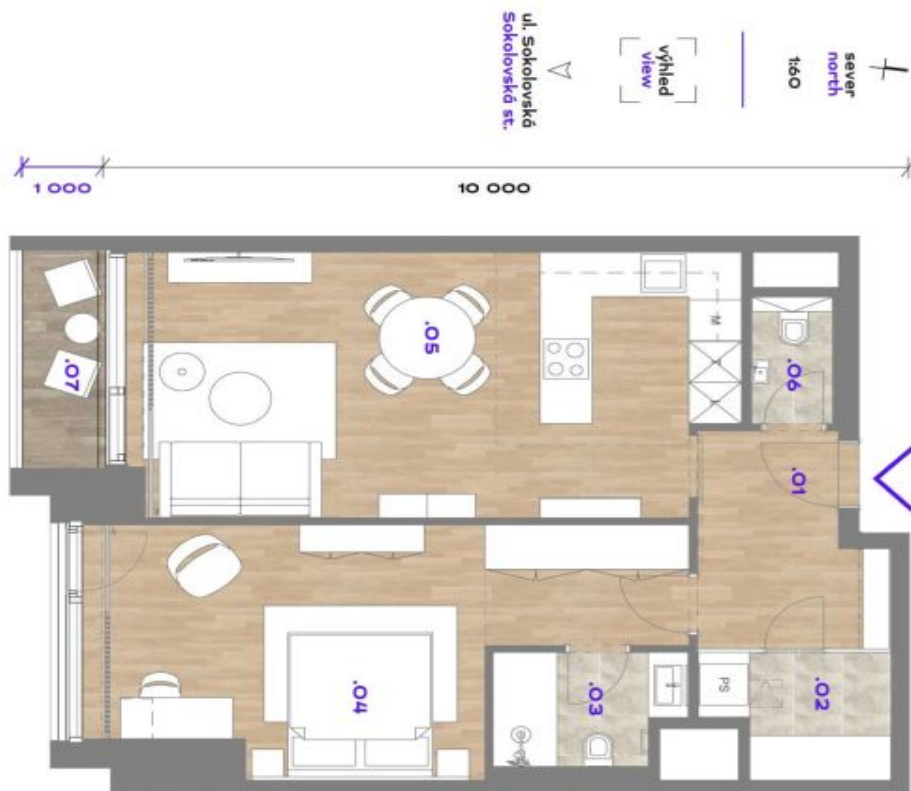 ul. Sokolovská
Sokolovská st.
výhled
view
1:60
sever
north
1 000
10 000
.07
.05
M
.06
.01
.04
.03
PS
.02